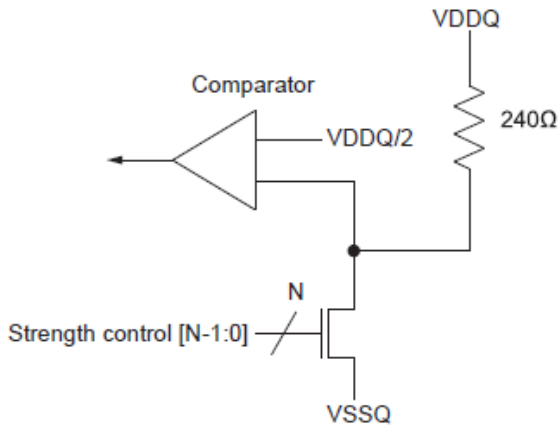 VDDQ
Comparator
240Ω
VDDQ/2
N
Strength control [N-1:0]
VSSQ